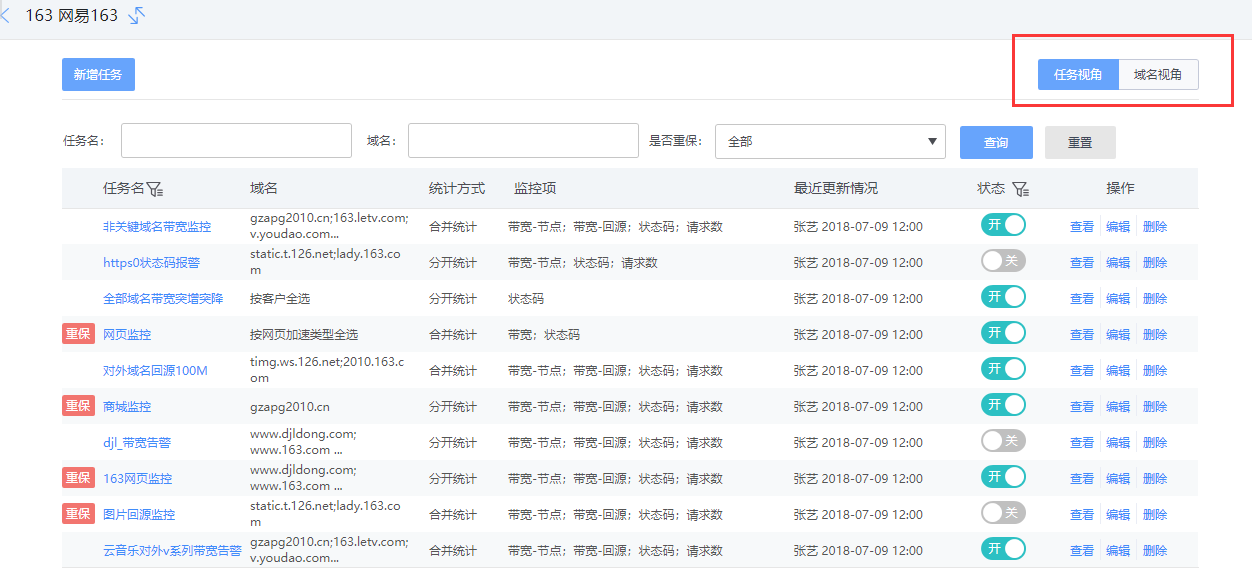 163 网易163
新增任务
任务视角 域名视角
任务名： 域名： 是否重保： 全部 查询 重置
任务名 域名 统计方式 监控项 最近更新情况 状态 操作
非关键域名带宽监控 gzapg2010.cn;163.letv.com; 合并统计 带宽-节点；带宽-回源；状态码；请求数 张艺 2018-07-09 12:00 开 查看 编辑 删除
v.youdao.com...
https0状态码报警 static.t.126.net;lady.163.co 分开统计 带宽-节点；状态码；请求数 张艺 2018-07-09 12:00 关 查看 编辑 删除
m
全部域名带宽突增突降 按客户全选 分开统计 状态码 张艺 2018-07-09 12:00 开 查看 编辑 删除
重保 网页监控 按网页加速类型全选 合并统计 带宽；状态码 张艺 2018-07-09 12:00 开 查看 编辑 删除
对外域名回源100M timg.ws.126.net;2010.163.c 合并统计 带宽-节点；带宽-回源；状态码；请求数 张艺 2018-07-09 12:00 开 查看 编辑 删除
om
重保 商城监控 gzapg2010.cn 分开统计 带宽-节点；带宽-回源；状态码；请求数 张艺 2018-07-09 12:00 开 查看 编辑 删除
djl_带宽告警 www.djldong.com; 分开统计 带宽-节点；带宽-回源；状态码；请求数 张艺 2018-07-09 12:00 关 查看 编辑 删除
www.163.com ...
重保 163网页监控 www.djldong.com; 合并统计 带宽-节点；带宽-回源；状态码；请求数 张艺 2018-07-09 12:00 开 查看 编辑 删除
www.163.com ...
重保 图片回源监控 static.t.126.net;lady.163.co 合并统计 带宽-节点；带宽-回源；状态码；请求数 张艺 2018-07-09 12:00 关 查看 编辑 删除
m
云音乐对外v系列带宽告警 gzapg2010.cn;163.letv.com; 合并统计 带宽-节点；带宽-回源；状态码；请求数 张艺 2018-07-09 12:00 开 查看 编辑 删除
v.youdao.com...